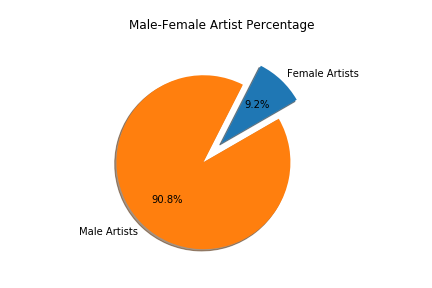 Male-Female Artist Percentage
Female Artists
9.2%
90.8%
Male Artists